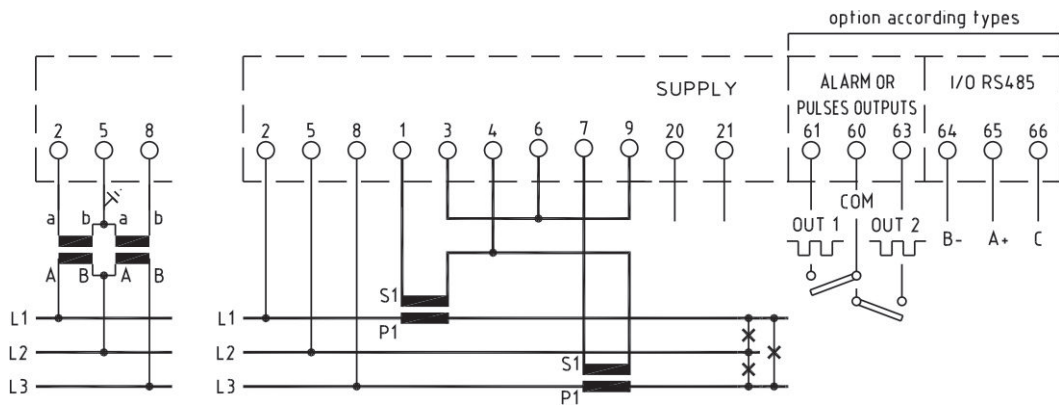 option according types
SUPPLY
ALARM OR
PULSES OUTPUTS
I/O RS485
2 5 8
2 5 8 1 3 4 6 7 9 20 21
61 60 63 64 65 66
COM
OUT 1 OUT 2
B- A+ C
a b a b
A B A B
S1
P1
S1
P1
L1
L2
L3
L1
L2
L3